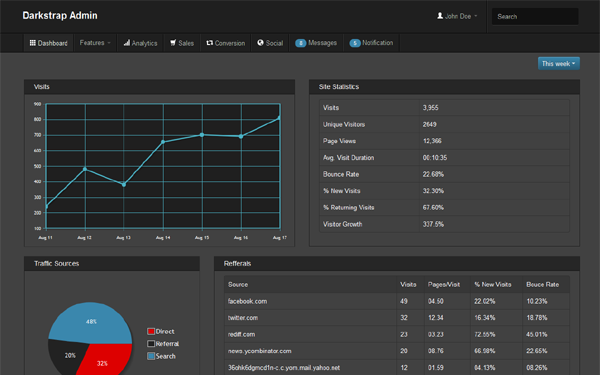 Darkstrap Admin
John Doe
Search
Dashboard Features Analytics Sales Conversion Social 8 Messages 5 Notification
This week
Visits
900
800
700
600
500
400
300
200
100
Aug 11 Aug 12 Aug 13 Aug 14 Aug 15 Aug 16 Aug 17
Site Statistics
Visits 3,955
Unique Visitors 2649
Page Views 12,366
Avg. Visit Duration 00:10:35
Bounce Rate 22.68%
% New Visits 32.30%
% Returning Visits 67.60%
Visitor Growth 337.5%
Traffic Sources
48%
20%
32%
Direct
Referral
Search
Refferals
Source Visits Pages/Visit % New Visits Bouce Rate
facebook.com 49 04.50 22.02% 10.23%
twitter.com 32 12.34 16.34% 18.78%
rediff.com 23 03.23 72.55% 45.01%
news.ycombinator.com 20 08.76 66.58% 22.65%
36ohk6dgmcd1n-c.c.yom.mail.yahoo.net 12 01.59 84.13% 08.26%